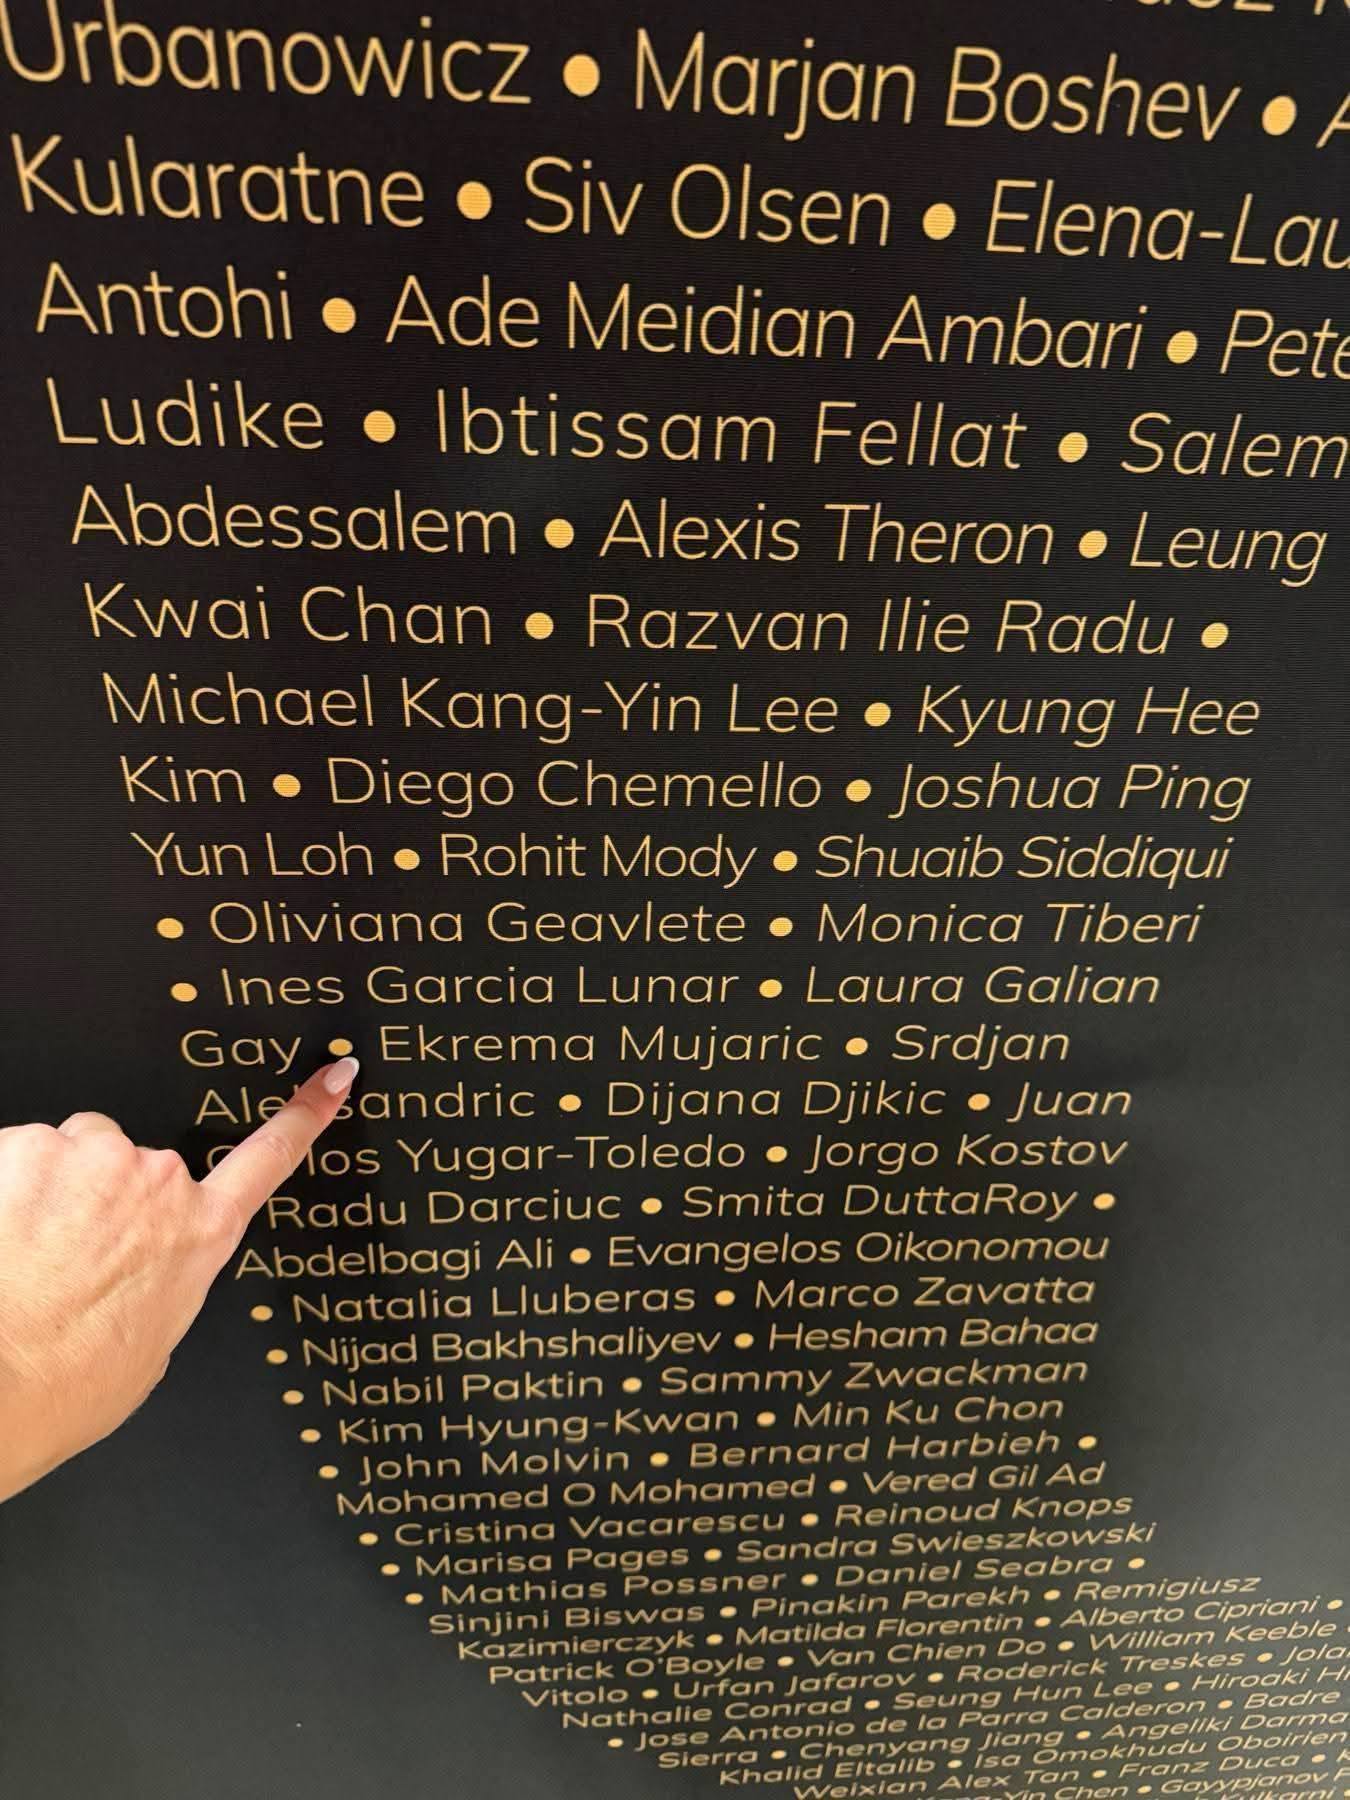 Urbanowicz • Marjan Boshev •
Kularatne • Siv Olsen • Elena-Lau
Antohi • Ade Meidian Ambari • Pete
Ludike • Ibtissam Fellat • Salem
Abdessalem • Alexis Theron • Leung
Kwai Chan • Razvan Ilie Radu •
Michael Kang-Yin Lee • Kyung Hee
Kim • Diego Chemello • Joshua Ping
Yun Loh • Rohit Mody • Shuaib Siddiqui
• Oliviana Geavlete • Monica Tiberi
• Ines Garcia Lunar • Laura Galian
Gay • Ekrema Mujaric • Srdjan
Aleksandric • Dijana Djikic • Juan
Yugar-Toledo • Jorgo Kostov
Radu Darciuc • Smita DuttaRoy •
Abdelbagi Ali • Evangelos Oikonomou
• Natalia Lluberas • Marco Zavatta
• Nijad Bakhshaliyev • Hesham Bahaa
• Nabil Paktin • Sammy Zwackman
• Kim Hyung-Kwan • Min Ku Chon
• John Molvin • Bernard Harbieh •
Mohamed O Mohamed • Vered Gil Ad
• Cristina Vacarescu • Reinoud Knops
• Marisa Pages • Sandra Swieszkowski
• Mathias Possner • Daniel Seabra •
Sinjini Biswas • Pinakin Parekh • Remigiusz
Kazimierczyk • Matilda Florentin • Alberto Cipriani •
Patrick O'Boyle • Van Chien Do • William Keeble
Vitolo • Urfan Jafarov • Roderick Treskes • Jola
Nathalie Conrad • Seung Hun Lee • Hiroaki
• Jose Antonio de la Parra Calderon • Badre
Sierra • Chenyang Jiang • Angeliki Darma
Khalid Eltalib • Isa Omokhudu Oboirien
Weixian Alex Tan • Franz Duca •
Chen • Gayypjanov
Kulkarni